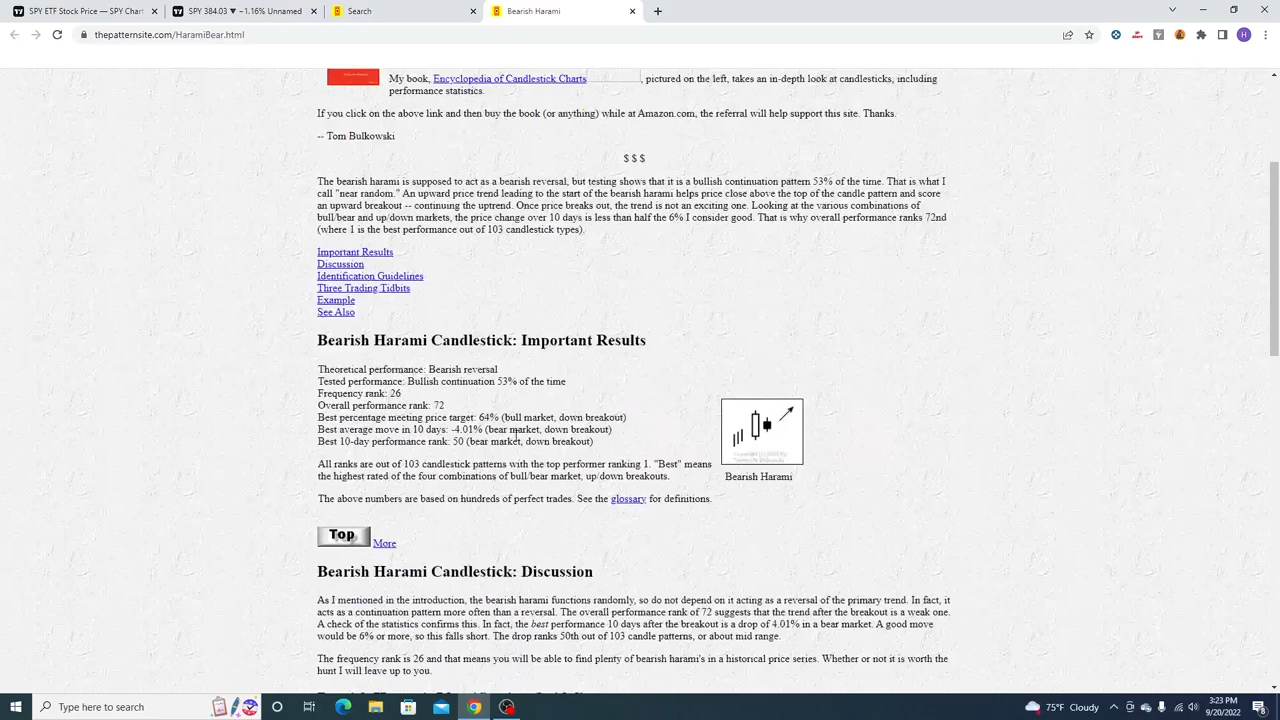 SPY ETF Stock Price — SPY Chart
SPY 384.03 ▼ −1.16% Unnamed
Search
Bearish Harami
thepatternsite.com/HaramiBear.html
H
My book, Encyclopedia of Candlestick Charts, pictured on the left, takes an in-depth look at candlesticks, including
performance statistics.
If you click on the above link and then buy the book (or anything) while at Amazon.com, the referral will help support this site. Thanks.
-- Tom Bulkowski
$ $ $
The bearish harami is supposed to act as a bearish reversal, but testing shows that it is a bullish continuation pattern 53% of the time. That is what I
call "near random." An upward price trend leading to the start of the bearish harami helps price close above the top of the candle pattern and score
an upward breakout -- continuing the uptrend. Once price breaks out, the trend is not an exciting one. Looking at the various combinations of
bull/bear and up/down markets, the price change over 10 days is less than half the 6% I consider good. That is why overall performance ranks 72nd
(where 1 is the best performance out of 103 candlestick types).
Important Results
Discussion
Identification Guidelines
Three Trading Tidbits
Example
See Also
Bearish Harami Candlestick: Important Results
Theoretical performance: Bearish reversal
Tested performance: Bullish continuation 53% of the time
Frequency rank: 26
Overall performance rank: 72
Best percentage meeting price target: 64% (bull market, down breakout)
Best average move in 10 days: -4.01% (bear market, down breakout)
Best 10-day performance rank: 50 (bear market, down breakout)
All ranks are out of 103 candlestick patterns with the top performer ranking 1. "Best" means
the highest rated of the four combinations of bull/bear market, up/down breakouts.
Bearish Harami
The above numbers are based on hundreds of perfect trades. See the glossary for definitions.
Top More
Bearish Harami Candlestick: Discussion
As I mentioned in the introduction, the bearish harami functions randomly, so do not depend on it acting as a reversal of the primary trend. In fact, it
acts as a continuation pattern more often than a reversal. The overall performance rank of 72 suggests that the trend after the breakout is a weak one.
A check of the statistics confirms this. In fact, the best performance 10 days after the breakout is a drop of 4.01% in a bear market. A good move
would be 6% or more, so this falls short. The drop ranks 50th out of 103 candle patterns, or about mid range.
The frequency rank is 26 and that means you will be able to find plenty of bearish harami's in a historical price series. Whether or not it is worth the
hunt I will leave up to you.
Type here to search
75°F Cloudy
3:23 PM
9/20/2022